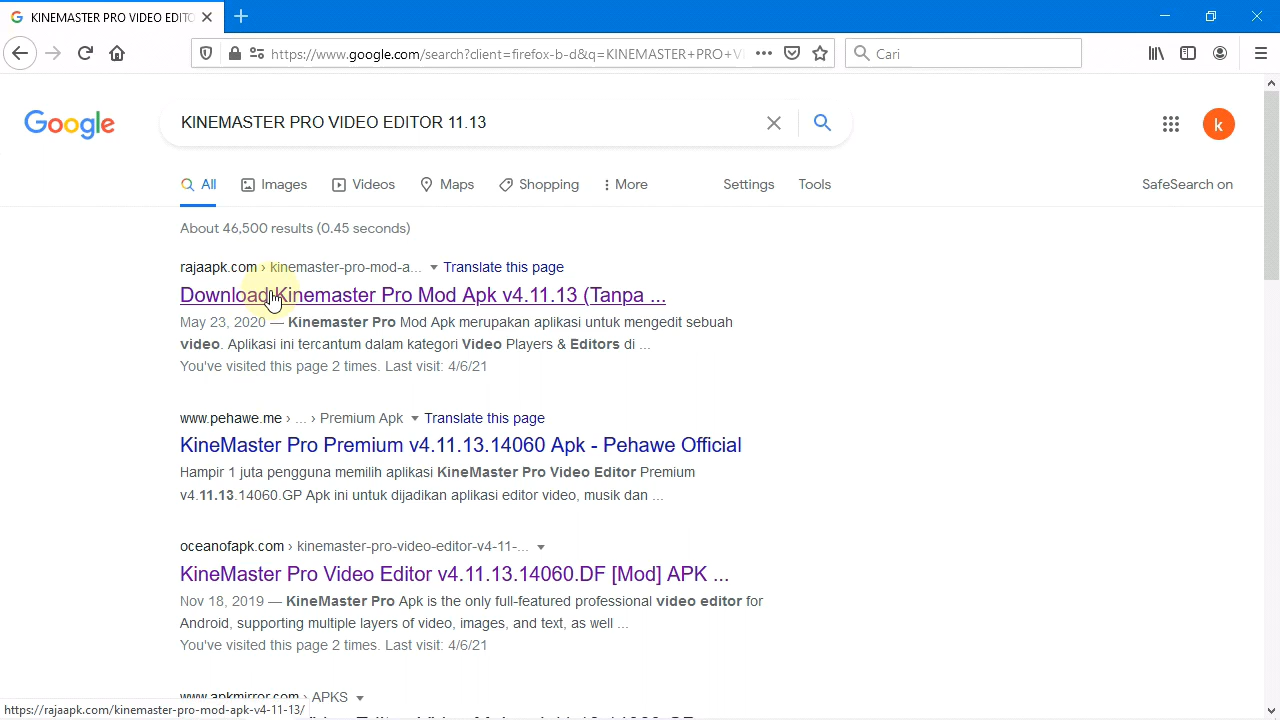 KINEMASTER PRO VIDEO EDITO
https://www.google.com/search?client=firefox-b-d&q=KINEMASTER+PRO+V
Cari
Google
KINEMASTER PRO VIDEO EDITOR 11.13
k
All
Images
Videos
Maps
Shopping
More
Settings
Tools
SafeSearch on
About 46,500 results (0.45 seconds)
rajaapk.com › kinemaster-pro-mod-a... Translate this page
Download Kinemaster Pro Mod Apk v4.11.13 (Tanpa ...
May 23, 2020 — Kinemaster Pro Mod Apk merupakan aplikasi untuk mengedit sebuah
video. Aplikasi ini tercantum dalam kategori Video Players & Editors di ...
You've visited this page 2 times. Last visit: 4/6/21
www.pehawe.me › ... › Premium Apk Translate this page
KineMaster Pro Premium v4.11.13.14060 Apk - Pehawe Official
Hampir 1 juta pengguna memilih aplikasi KineMaster Pro Video Editor Premium
v4.11.13.14060.GP Apk ini untuk dijadikan aplikasi editor video, musik dan ...
oceanofapk.com › kinemaster-pro-video-editor-v4-11-...
KineMaster Pro Video Editor v4.11.13.14060.DF [Mod] APK ...
Nov 18, 2019 — KineMaster Pro Apk is the only full-featured professional video editor for
Android, supporting multiple layers of video, images, and text, as well ...
You've visited this page 2 times. Last visit: 4/6/21
www.apkmirror.com › APKS
https://rajaapk.com/kinemaster-pro-mod-apk-v4-11-13/